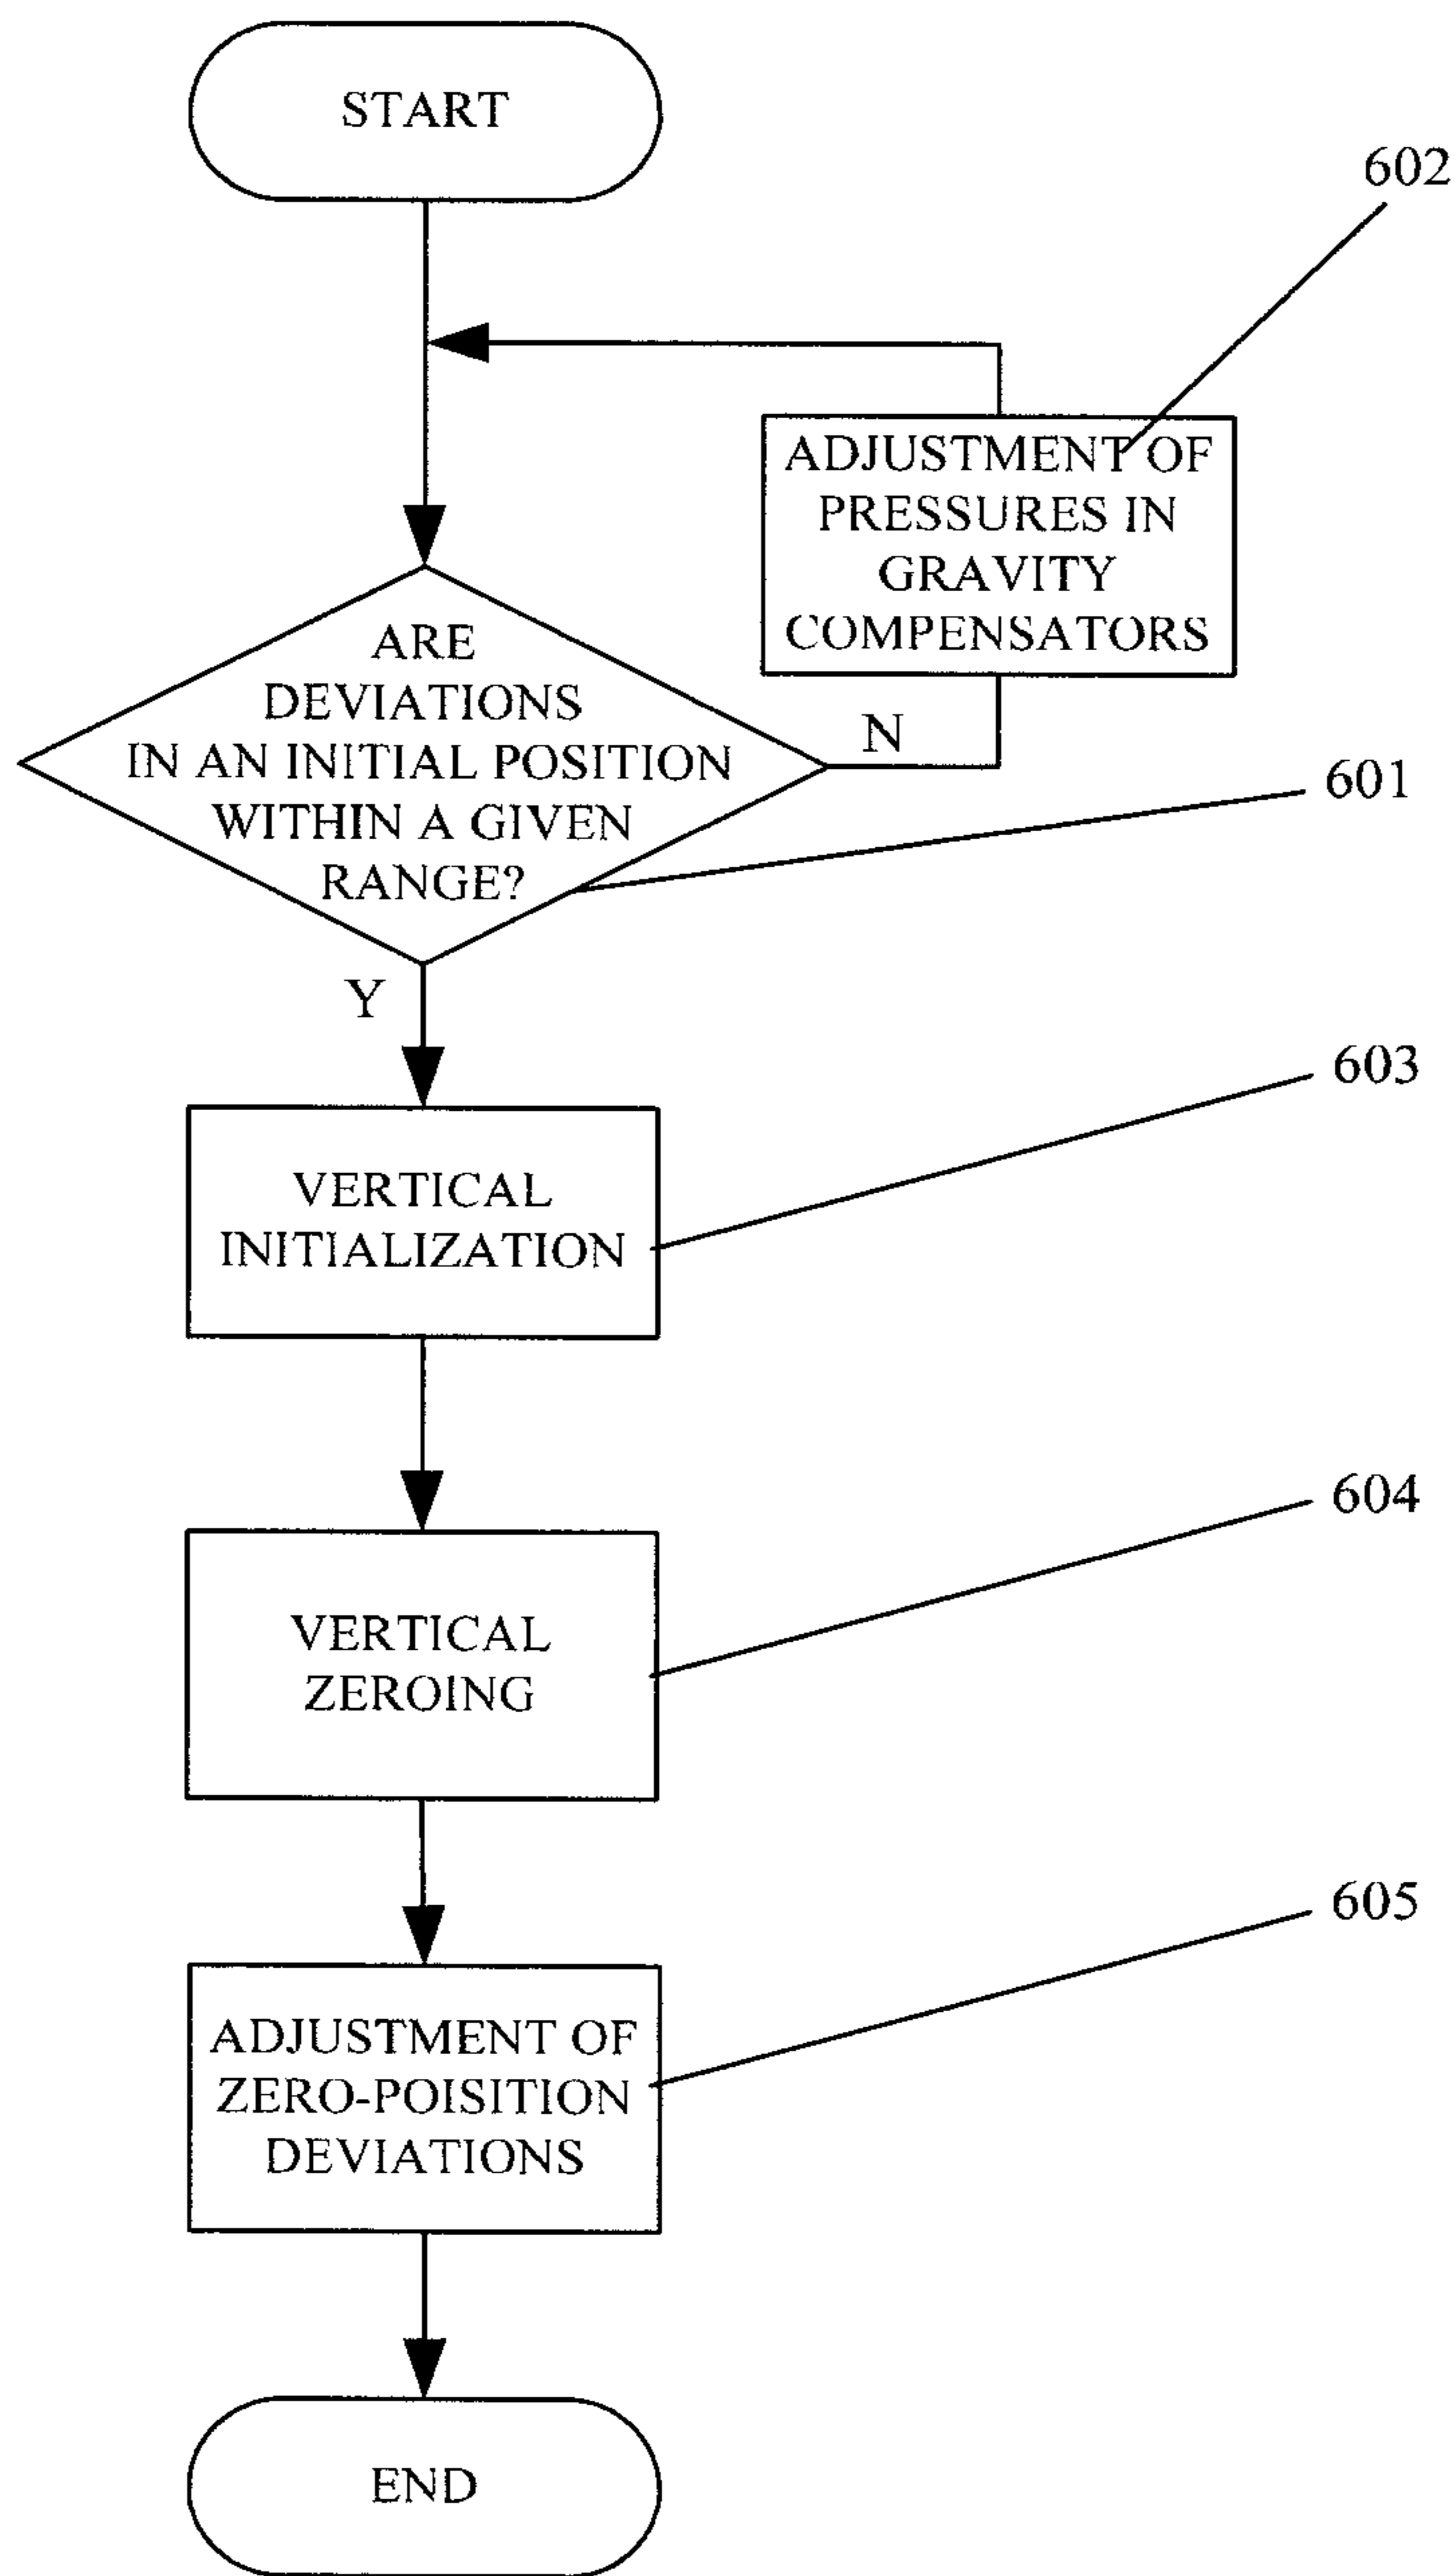 START
602
ADJUSTMENT OF
PRESSURES IN
GRAVITY
COMPENSATORS
ARE
DEVIATIONS
IN AN INITIAL POSITION
WITHIN A GIVEN
RANGE?
N
601
Y
603
VERTICAL
INITIALIZATION
604
VERTICAL
ZEROING
605
ADJUSTMENT OF
ZERO-POISITION
DEVIATIONS
END